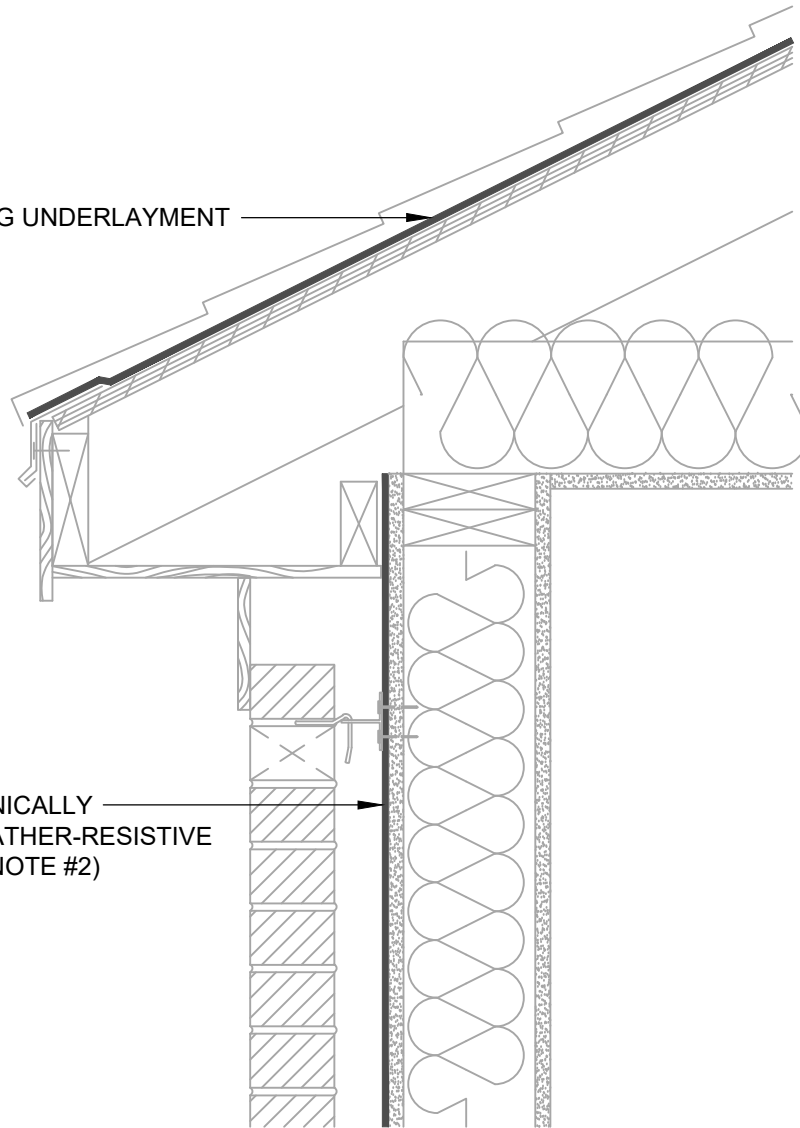 G UNDERLAYMENT
NICALLY
ATHER-RESISTIVE
NOTE #2)